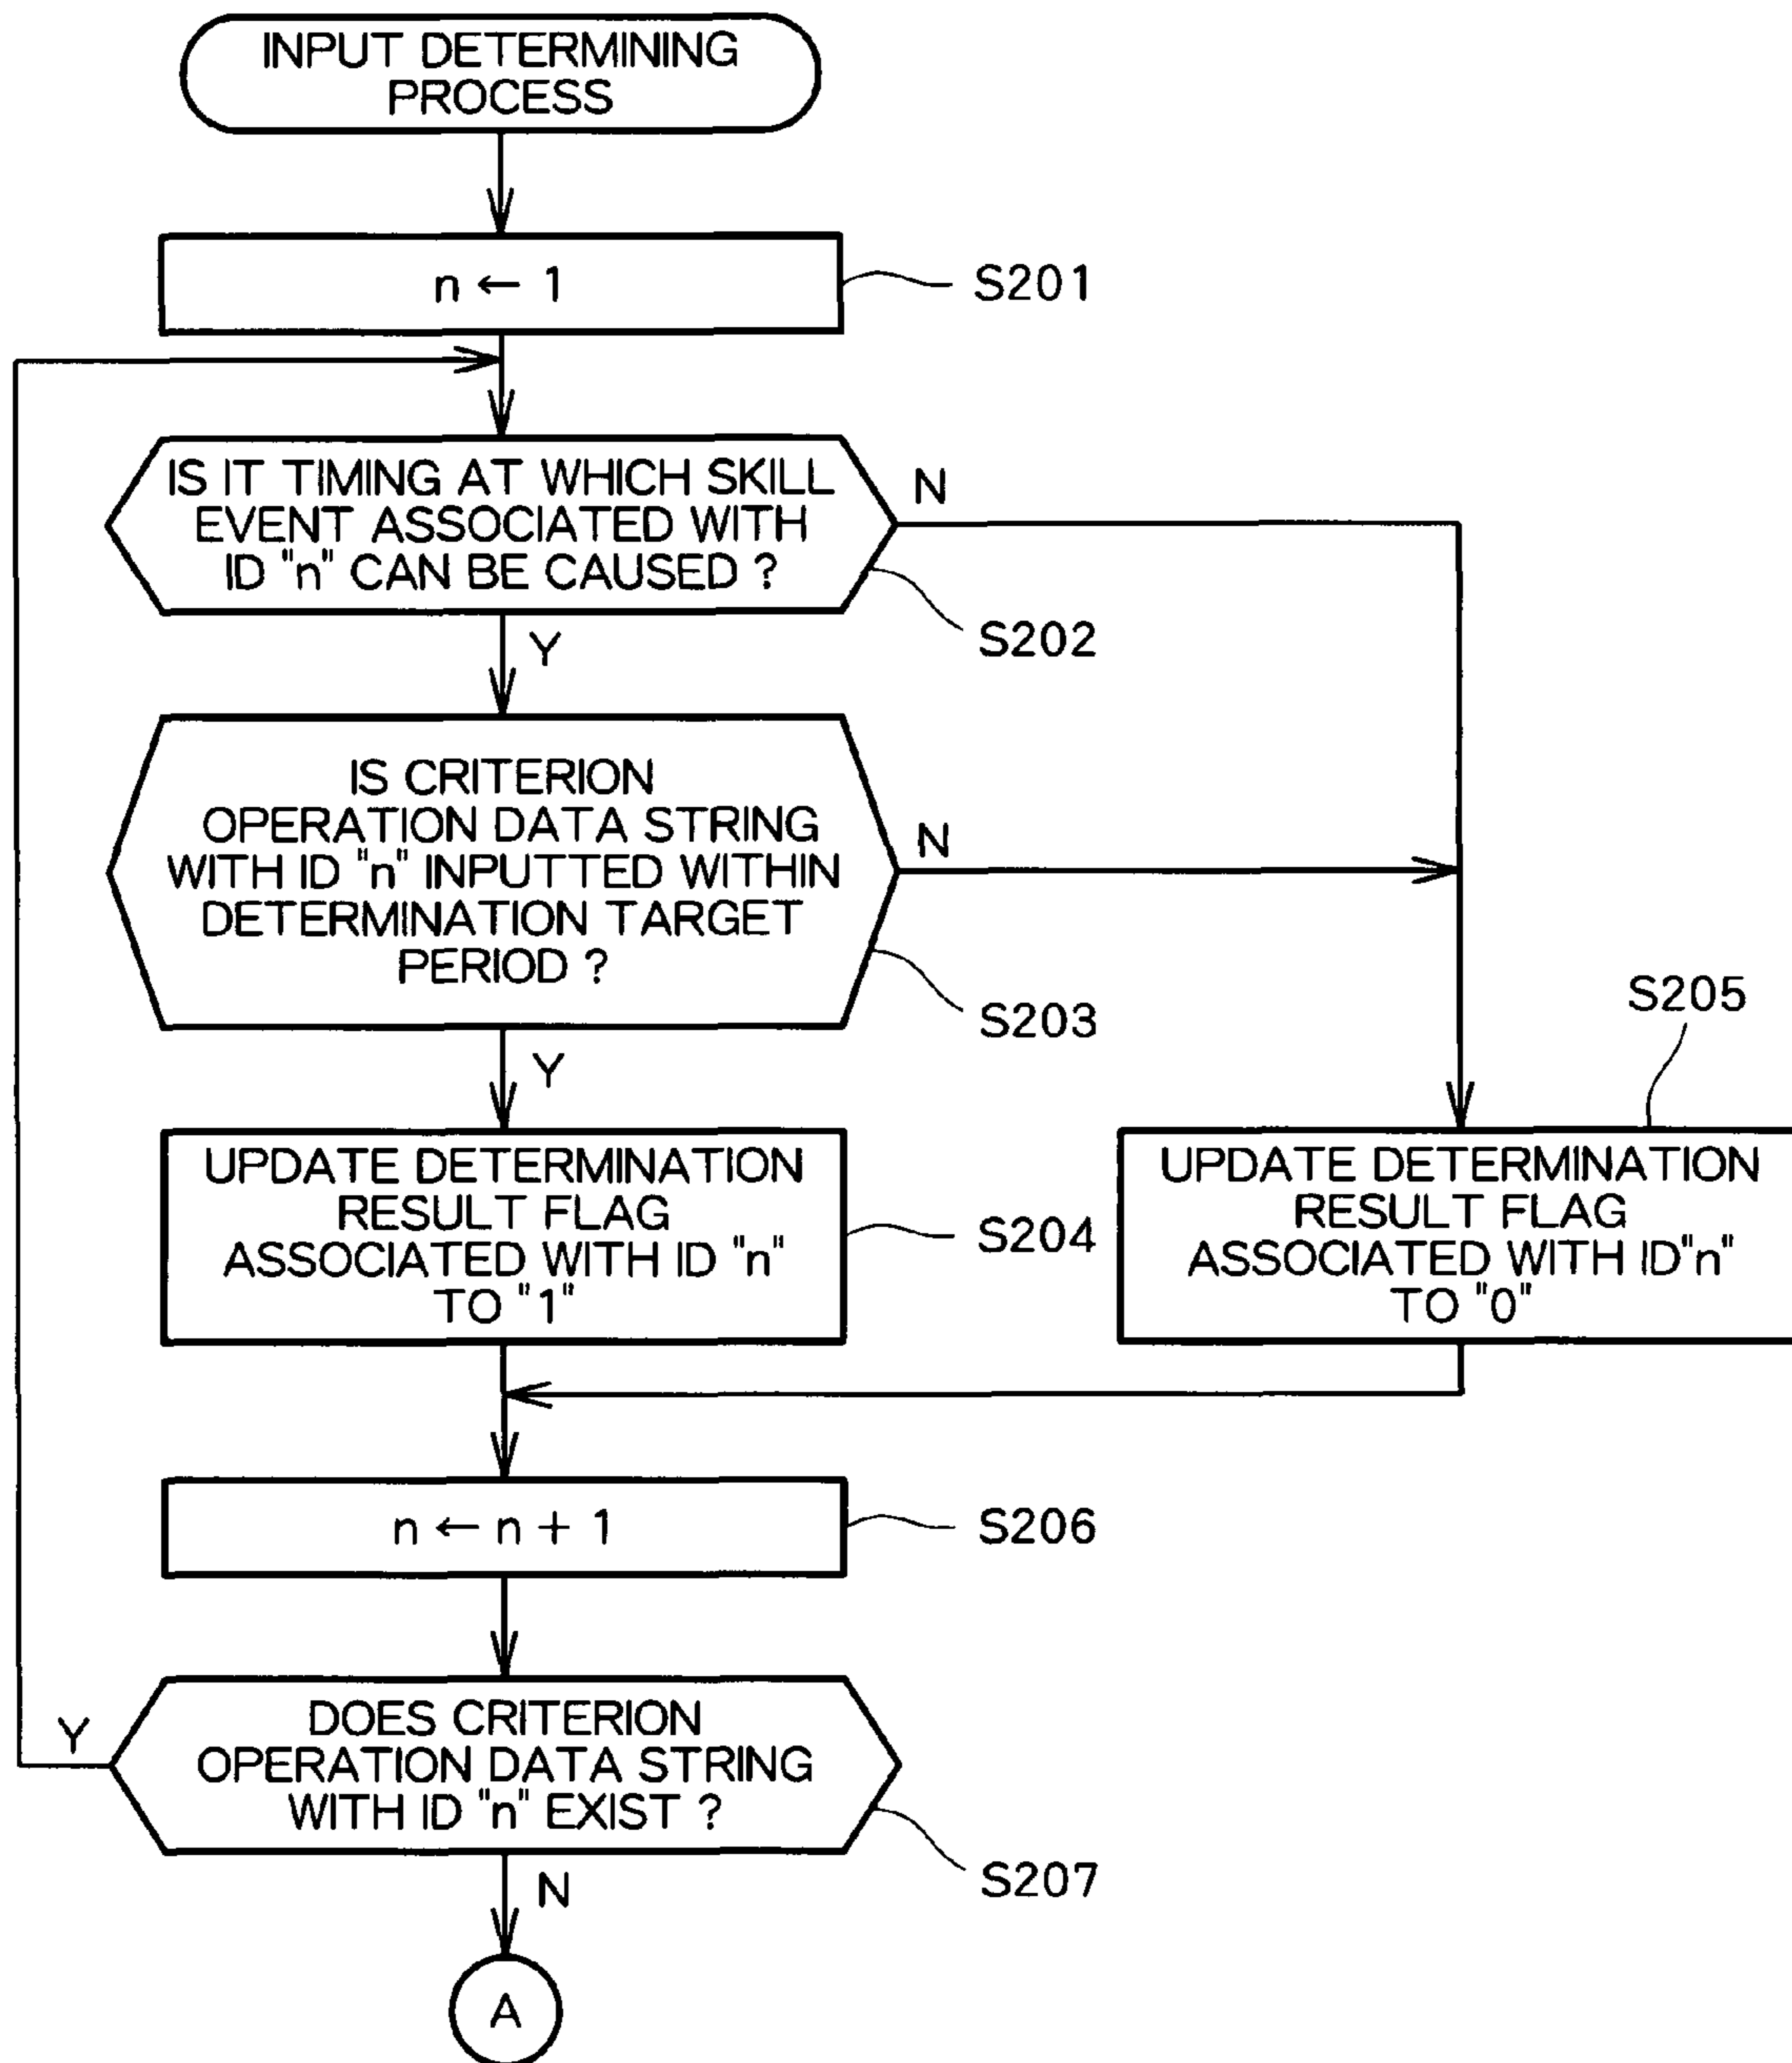 INPUT DETERMINING
PROCESS
n ← 1
S201
IS IT TIMING AT WHICH SKILL
EVENT ASSOCIATED WITH
ID "n" CAN BE CAUSED ?
N
S202
Y
IS CRITERION
OPERATION DATA STRING
WITH ID "n" INPUTTED WITHIN
DETERMINATION TARGET
PERIOD ?
N
S203
Y
UPDATE DETERMINATION
RESULT FLAG
ASSOCIATED WITH ID "n"
TO "1"
S204
S205
UPDATE DETERMINATION
RESULT FLAG
ASSOCIATED WITH ID"n"
TO "0"
n ← n + 1
S206
DOES CRITERION
OPERATION DATA STRING
WITH ID "n" EXIST ?
Y
S207
N
A